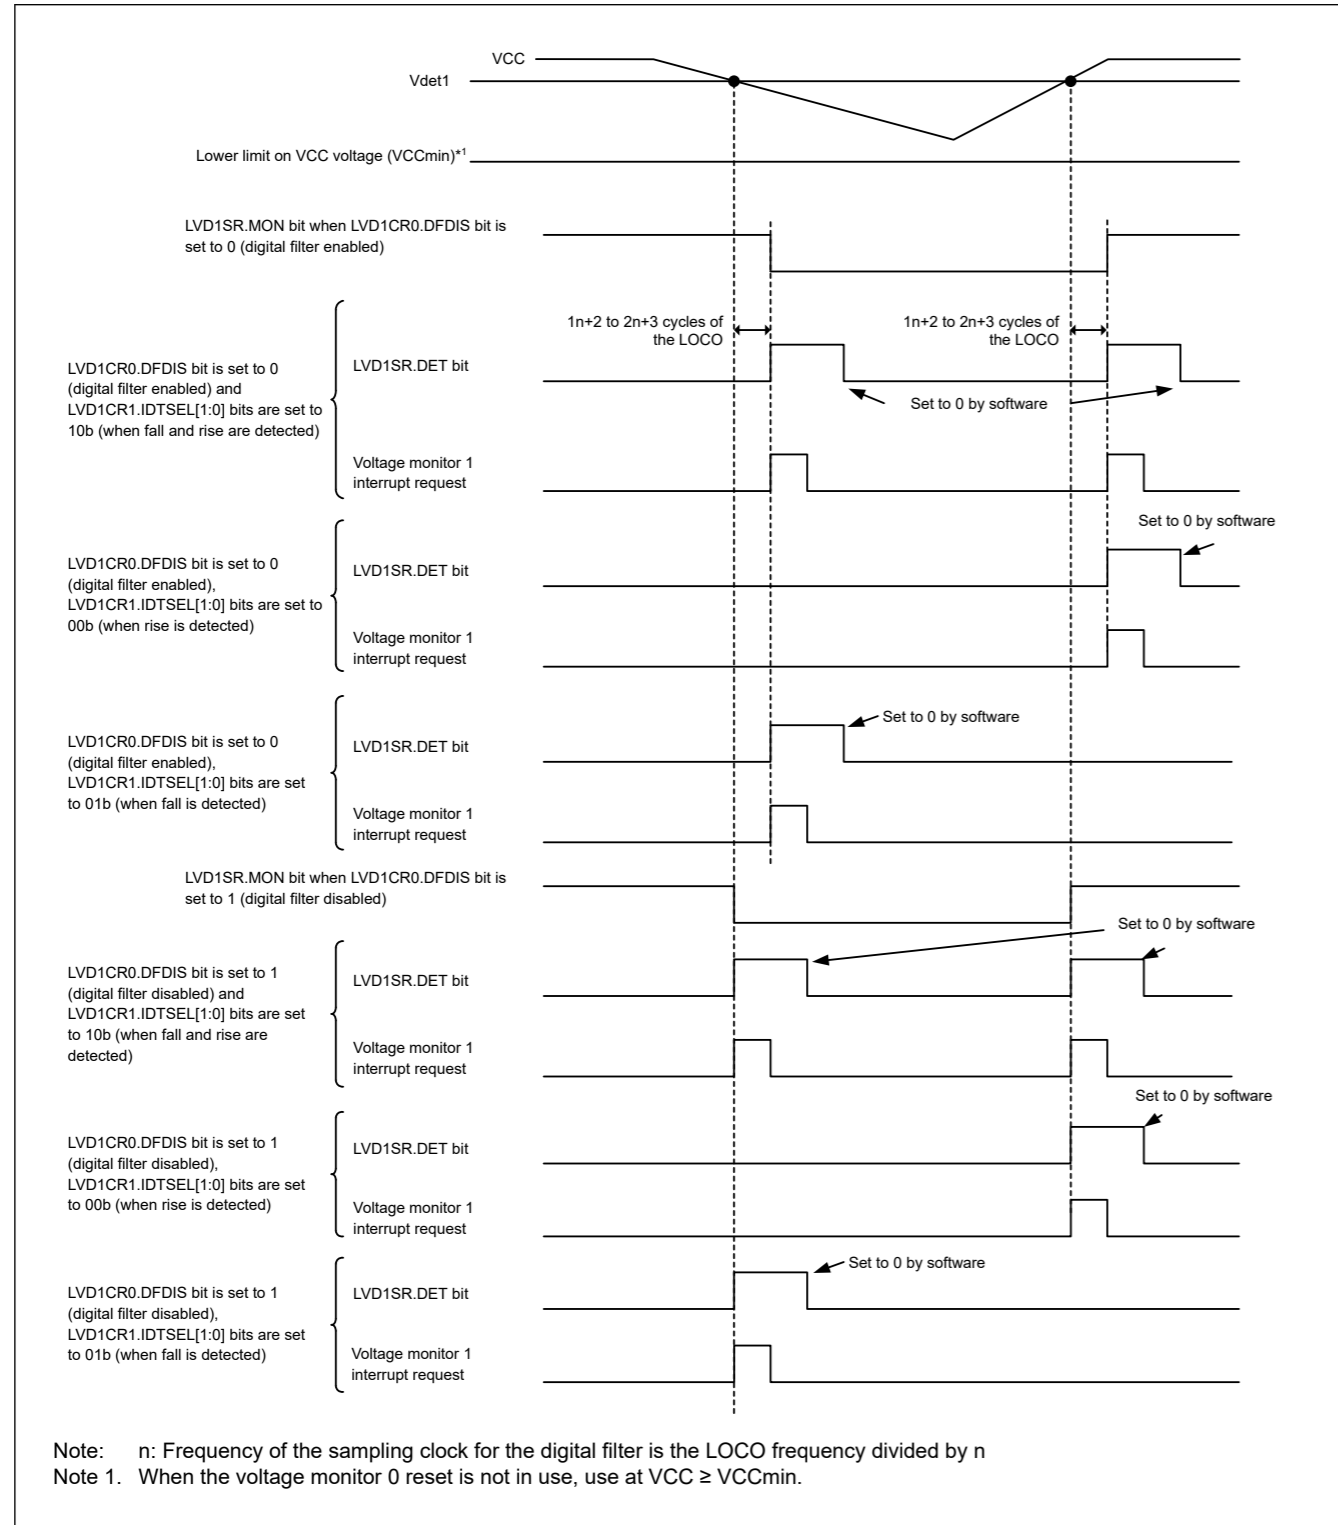 VCC
Vdet1
Lower limit on VCC voltage (VCCmin)*1
LVD1SR.MON bit when LVD1CR0.DFDIS bit is
set to 0 (digital filter enabled)
1n+2 to 2n+3 cycles of
the LOCO
1n+2 to 2n+3 cycles of
the LOCO
LVD1CR0.DFDIS bit is set to 0
(digital filter enabled) and
LVD1CR1.IDTSEL[1:0] bits are set to
10b (when fall and rise are detected)
LVD1SR.DET bit
Set to 0 by software
Voltage monitor 1
interrupt request
Set to 0 by software
LVD1CR0.DFDIS bit is set to 0
(digital filter enabled),
LVD1CR1.IDTSEL[1:0] bits are set to
00b (when rise is detected)
LVD1SR.DET bit
Voltage monitor 1
interrupt request
Set to 0 by software
LVD1CR0.DFDIS bit is set to 0
(digital filter enabled),
LVD1CR1.IDTSEL[1:0] bits are set
to 01b (when fall is detected)
LVD1SR.DET bit
Voltage monitor 1
interrupt request
LVD1SR.MON bit when LVD1CR0.DFDIS bit is
set to 1 (digital filter disabled)
Set to 0 by software
LVD1CR0.DFDIS bit is set to 1
(digital filter disabled) and
LVD1CR1.IDTSEL[1:0] bits are set
to 10b (when fall and rise are
detected)
LVD1SR.DET bit
Voltage monitor 1
interrupt request
Set to 0 by software
LVD1CR0.DFDIS bit is set to 1
(digital filter disabled),
LVD1CR1.IDTSEL[1:0] bits are set
to 00b (when rise is detected)
LVD1SR.DET bit
Voltage monitor 1
interrupt request
Set to 0 by software
LVD1CR0.DFDIS bit is set to 1
(digital filter disabled),
LVD1CR1.IDTSEL[1:0] bits are set
to 01b (when fall is detected)
LVD1SR.DET bit
Voltage monitor 1
interrupt request
Note: n: Frequency of the sampling clock for the digital filter is the LOCO frequency divided by n
Note 1. When the voltage monitor 0 reset is not in use, use at VCC ≥ VCCmin.